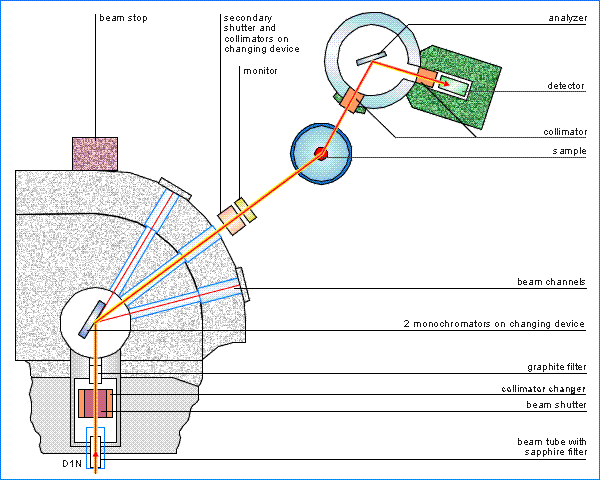 beam stop
secondary
shutter and
collimators on
changing device
monitor
analyzer
detector
collimator
sample
beam channels
2 monochromators on changing device
graphite filter
collimator changer
beam shutter
beam tube with
sapphire filter
D1N